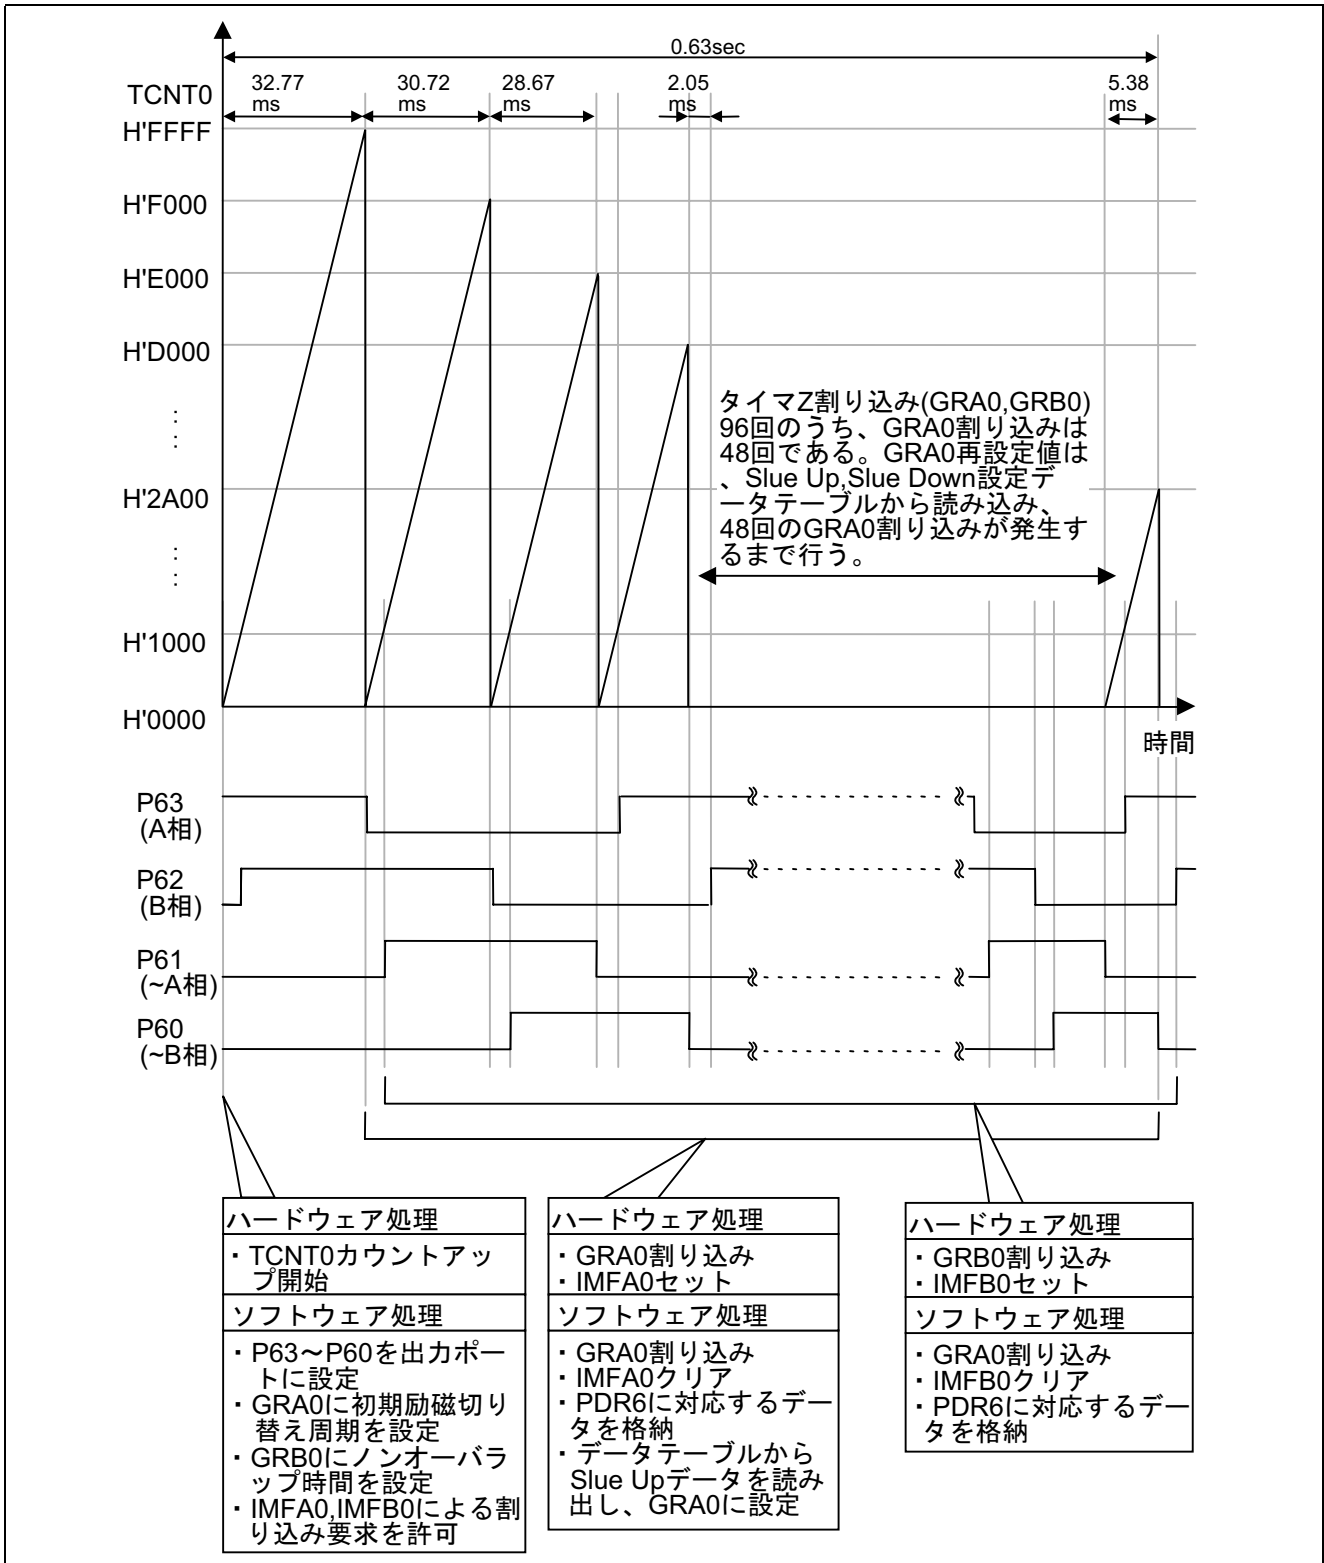 0.63sec
32.77
ms
30.72
ms
28.67
ms
2.05
ms
5.38
ms
TCNT0
H'FFFF
H'F000
H'E000
H'D000
タイマZ割り込み(GRA0,GRB0)
96回のうち、GRA0割り込みは
48回である。GRA0再設定値は
、Slue Up,Slue Down設定デ
ータテーブルから読み込み、
48回のGRA0割り込みが発生す
るまで行う。
H'2A00
H'1000
H'0000
時間
P63
(A相)
P62
(B相)
P61
(~A相)
P60
(~B相)
ハードウェア処理
・TCNT0カウントアッ
プ開始
ソフトウェア処理
・P63～P60を出力ポー
トに設定
・GRA0に初期励磁切り
替え周期を設定
・GRB0にノンオーバラ
ップ時間を設定
・IMFA0,IMFB0による割
り込み要求を許可
ハードウェア処理
・GRA0割り込み
・IMFA0セット
ソフトウェア処理
・GRA0割り込み
・IMFA0クリア
・PDR6に対応するデー
タを格納
・データテーブルから
Slue Upデータを読み
出し、GRA0に設定
ハードウェア処理
・GRB0割り込み
・IMFB0セット
ソフトウェア処理
・GRA0割り込み
・IMFB0クリア
・PDR6に対応するデー
タを格納